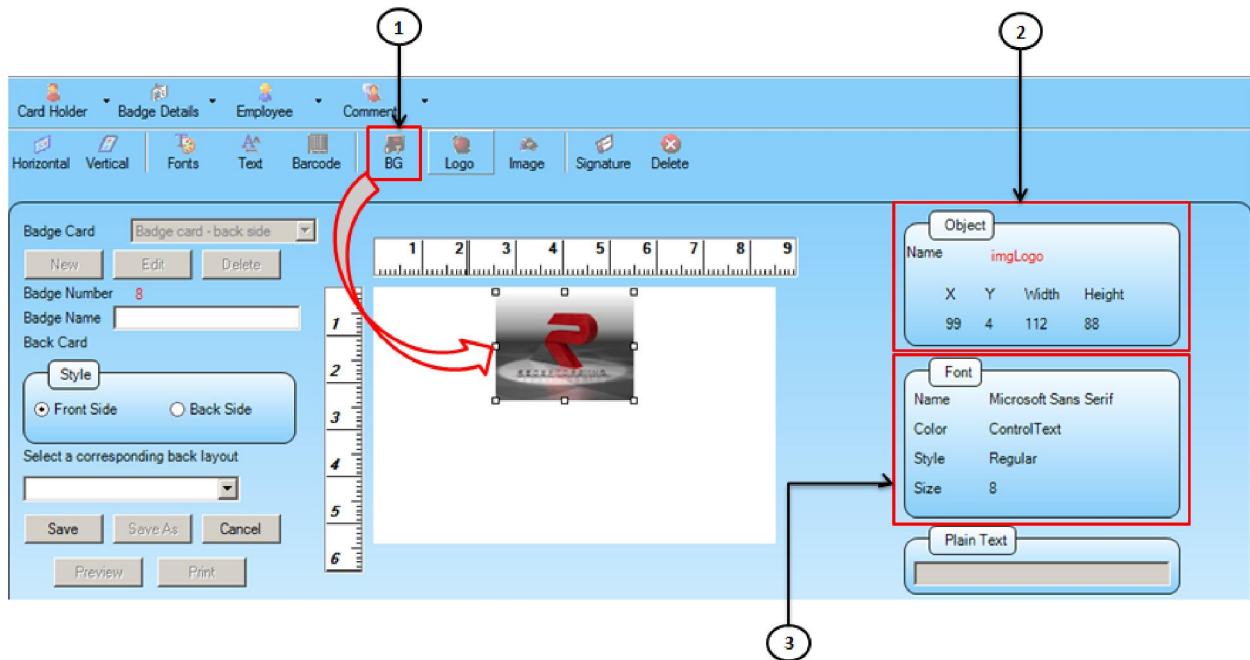 1
2
Card Holder Badge Details Employee Comment
Horizontal Vertical Fonts Text Barcode BG Logo Image Signature Delete
Badge Card Badge card - back side
New Edit Delete
Badge Number 8
Badge Name
Back Card
Style
Front Side Back Side
Select a corresponding back layout
Save Save As Cancel
Preview Print
1 2 3 4 5 6 7 8 9
1
2
3
4
5
6
Object
Name imgLogo
X Y Width Height
99 4 112 88
Font
Name Microsoft Sans Serif
Color ControlText
Style Regular
Size 8
Plain Text
3